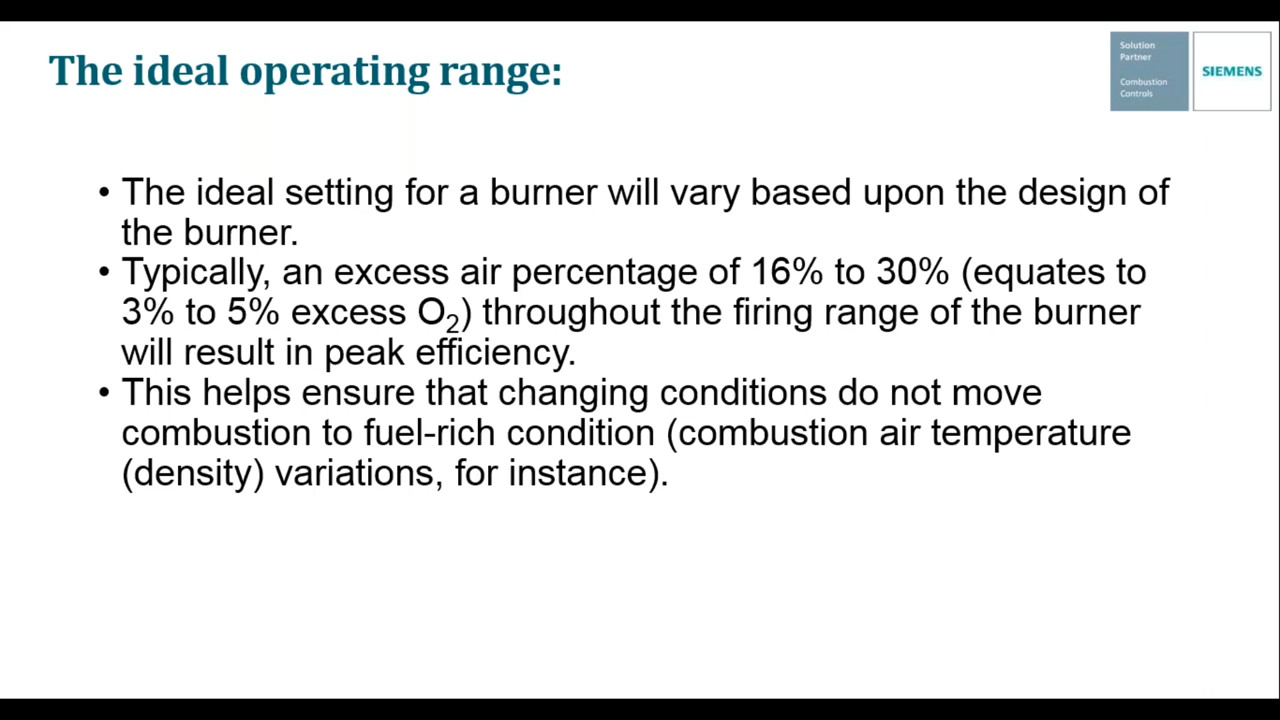 The ideal operating range:
Solution
Partner
Combustion
Controls
SIEMENS
• The ideal setting for a burner will vary based upon the design of
the burner.
• Typically, an excess air percentage of 16% to 30% (equates to
3% to 5% excess O₂) throughout the firing range of the burner
will result in peak efficiency.
• This helps ensure that changing conditions do not move
combustion to fuel-rich condition (combustion air temperature
(density) variations, for instance).